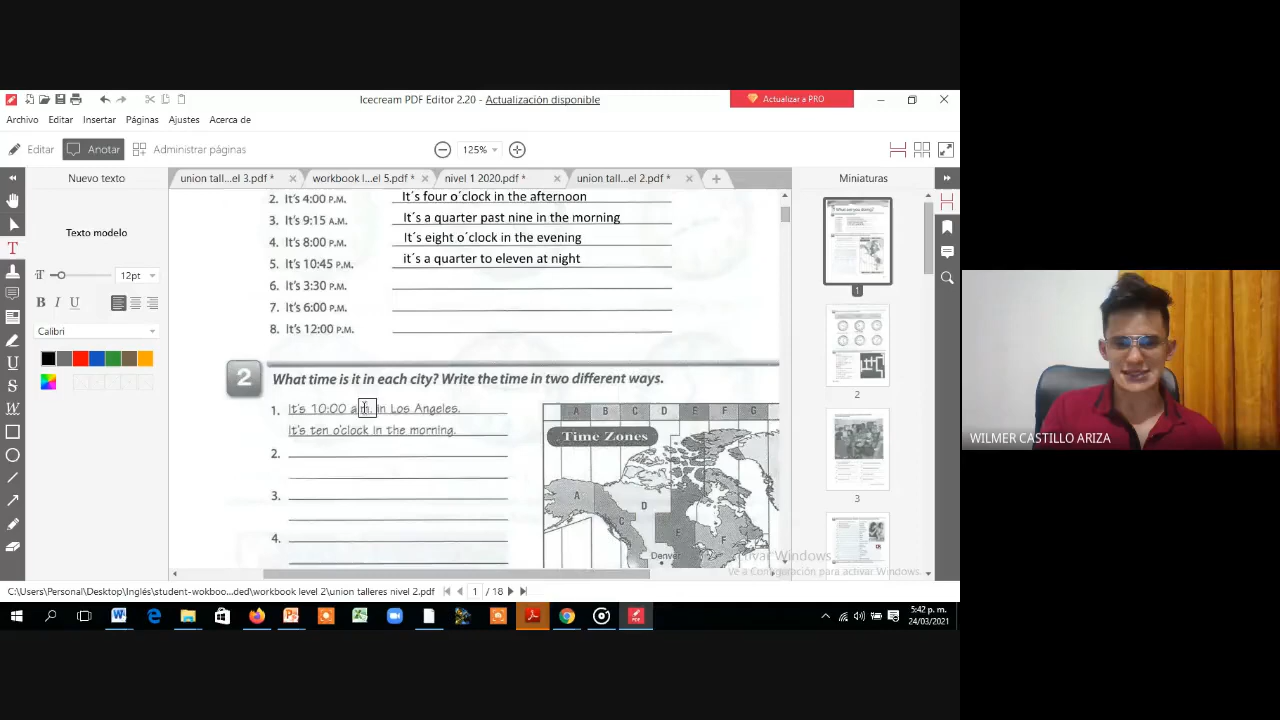 Icecream PDF Editor 2.20 - Actualización disponible
Actualizar a PRO
Archivo Editar Insertar Páginas Ajustes Acerca de
Editar Anotar Administrar páginas 125%
Nuevo texto
union tall...el 3.pdf * workbook l...el 5.pdf * nivel 1 2020.pdf * union tall...el 2.pdf *
Miniaturas
Texto modelo
12pt
B I U
Calibri
2. It's 4:00 P.M. It´s four o´clock in the afternoon
3. It's 9:15 A.M. It´s a quarter past nine in the morning
4. It's 8:00 P.M. It´s eight o´clock in the evening
5. It's 10:45 P.M. it´s a quarter to eleven at night
6. It's 3:30 P.M.
7. It's 6:00 P.M.
8. It's 12:00 P.M.
2 What time is it in each city? Write the time in two different ways.
1. It's 10:00 a.m. in Los Angeles.
It's ten o'clock in the morning.
2.
3.
4.
A B C D E F G H
Time Zones
A
D
C
E
F
Denver
1
2
3
Activar Windows
Ve a Configuración para activar Windows.
C:\Users\Personal\Desktop\Inglés\student-wokboo...ded\workbook level 2\union talleres nivel 2.pdf 1 / 18
5:42 p. m.
24/03/2021
WILMER CASTILLO ARIZA